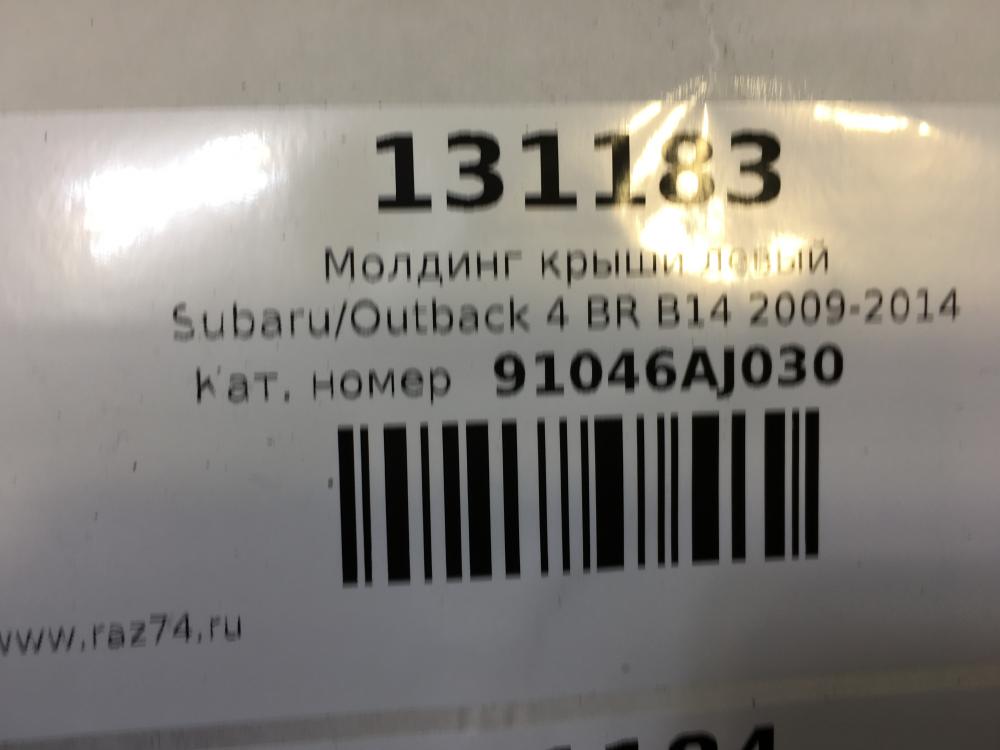 131183
Молдинг крыши левый
Subaru/Outback 4 BR B14 2009-2014
Кат. номер 91046AJ030
www.raz74.ru